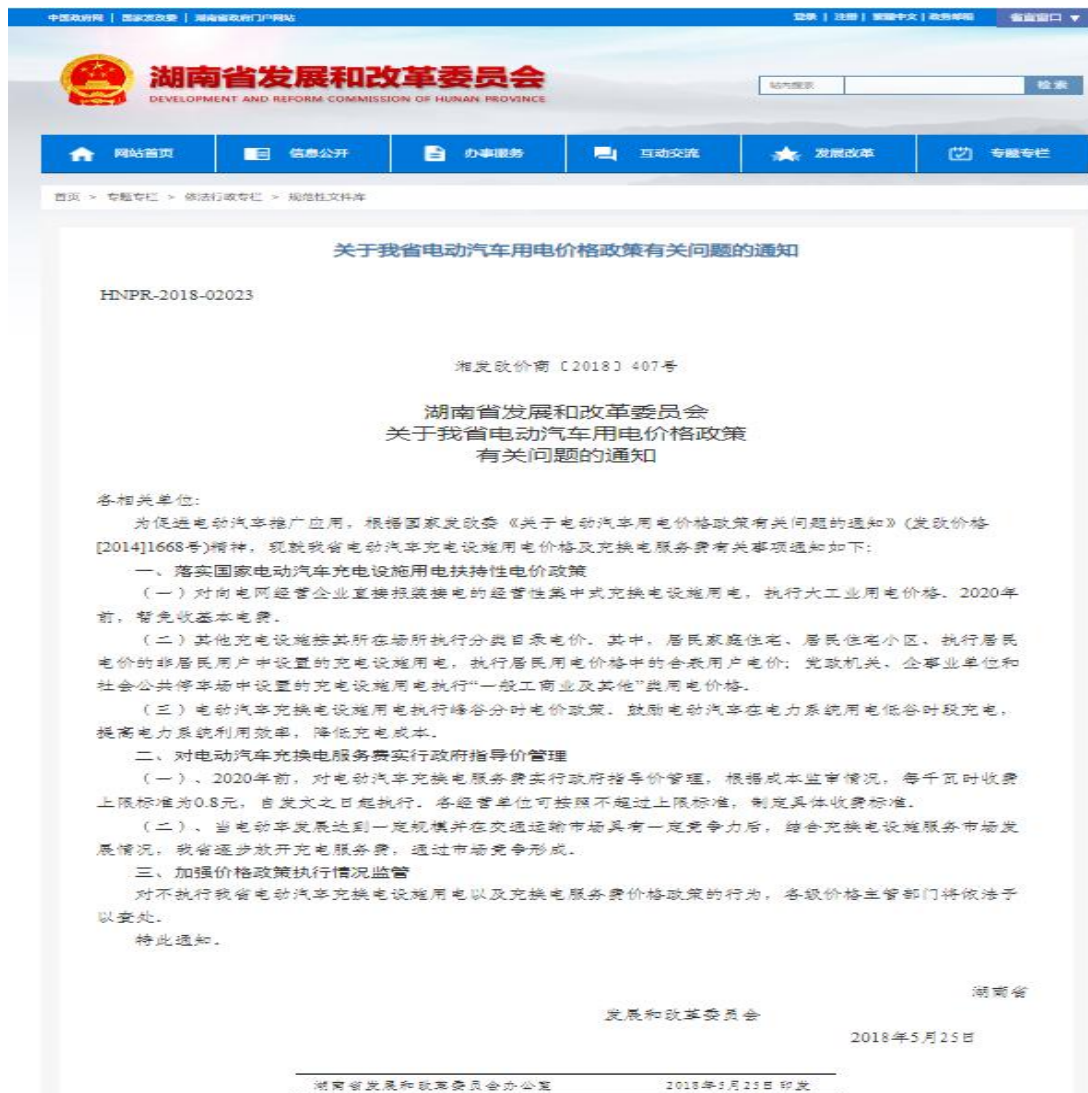 中国政府网 | 国家发改委 | 湖南省政府门户网站
登录 | 注册 | 繁體中文 | 政务邮箱 省直窗口
湖南省发展和改革委员会
DEVELOPMENT AND REFORM COMMISSION OF HUNAN PROVINCE
站内搜索 检索
网站首页 信息公开 办事服务 互动交流 发展改革 专题专栏
首页 > 专题专栏 > 依法行政专栏 > 规范性文件库
关于我省电动汽车用电价格政策有关问题的通知
HNPR-2018-02023
湘发改价商〔2018〕407号
湖南省发展和改革委员会
关于我省电动汽车用电价格政策
有关问题的通知
各相关单位:
为促进电动汽车推广应用，根据国家发改委《关于电动汽车用电价格政策有关问题的通知》(发改价格
[2014]1668号)精神，现就我省电动汽车充电设施用电价格及充换电服务费有关事项通知如下:
一、落实国家电动汽车充电设施用电扶持性电价政策
（一）对向电网经营企业直接报装接电的经营性集中式充换电设施用电，执行大工业用电价格。2020年
前，暂免收基本电费。
（二）其他充电设施按其所在场所执行分类目录电价。其中，居民家庭住宅、居民住宅小区、执行居民
电价的非居民用户中设置的充电设施用电，执行居民用电价格中的合表用户电价；党政机关、企事业单位和
社会公共停车场中设置的充电设施用电执行“一般工商业及其他”类用电价格。
（三）电动汽车充换电设施用电执行峰谷分时电价政策。鼓励电动汽车在电力系统用电低谷时段充电，
提高电力系统利用效率，降低充电成本。
二、对电动汽车充换电服务费实行政府指导价管理
（一）、2020年前，对电动汽车充换电服务费实行政府指导价管理，根据成本监审情况，每千瓦时收费
上限标准为0.8元，自发文之日起执行。各经营单位可按照不超过上限标准，制定具体收费标准。
（二）、当电动车发展达到一定规模并在交通运输市场具有一定竞争力后，结合充换电设施服务市场发
展情况，我省逐步放开充电服务费，通过市场竞争形成。
三、加强价格政策执行情况监管
对不执行我省电动汽车充换电设施用电以及充换电服务费价格政策的行为，各级价格主管部门将依法予
以查处。
特此通知。
湖南省
发展和改革委员会
2018年5月25日
湖南省发展和改革委员会办公室 2018年5月25日印发